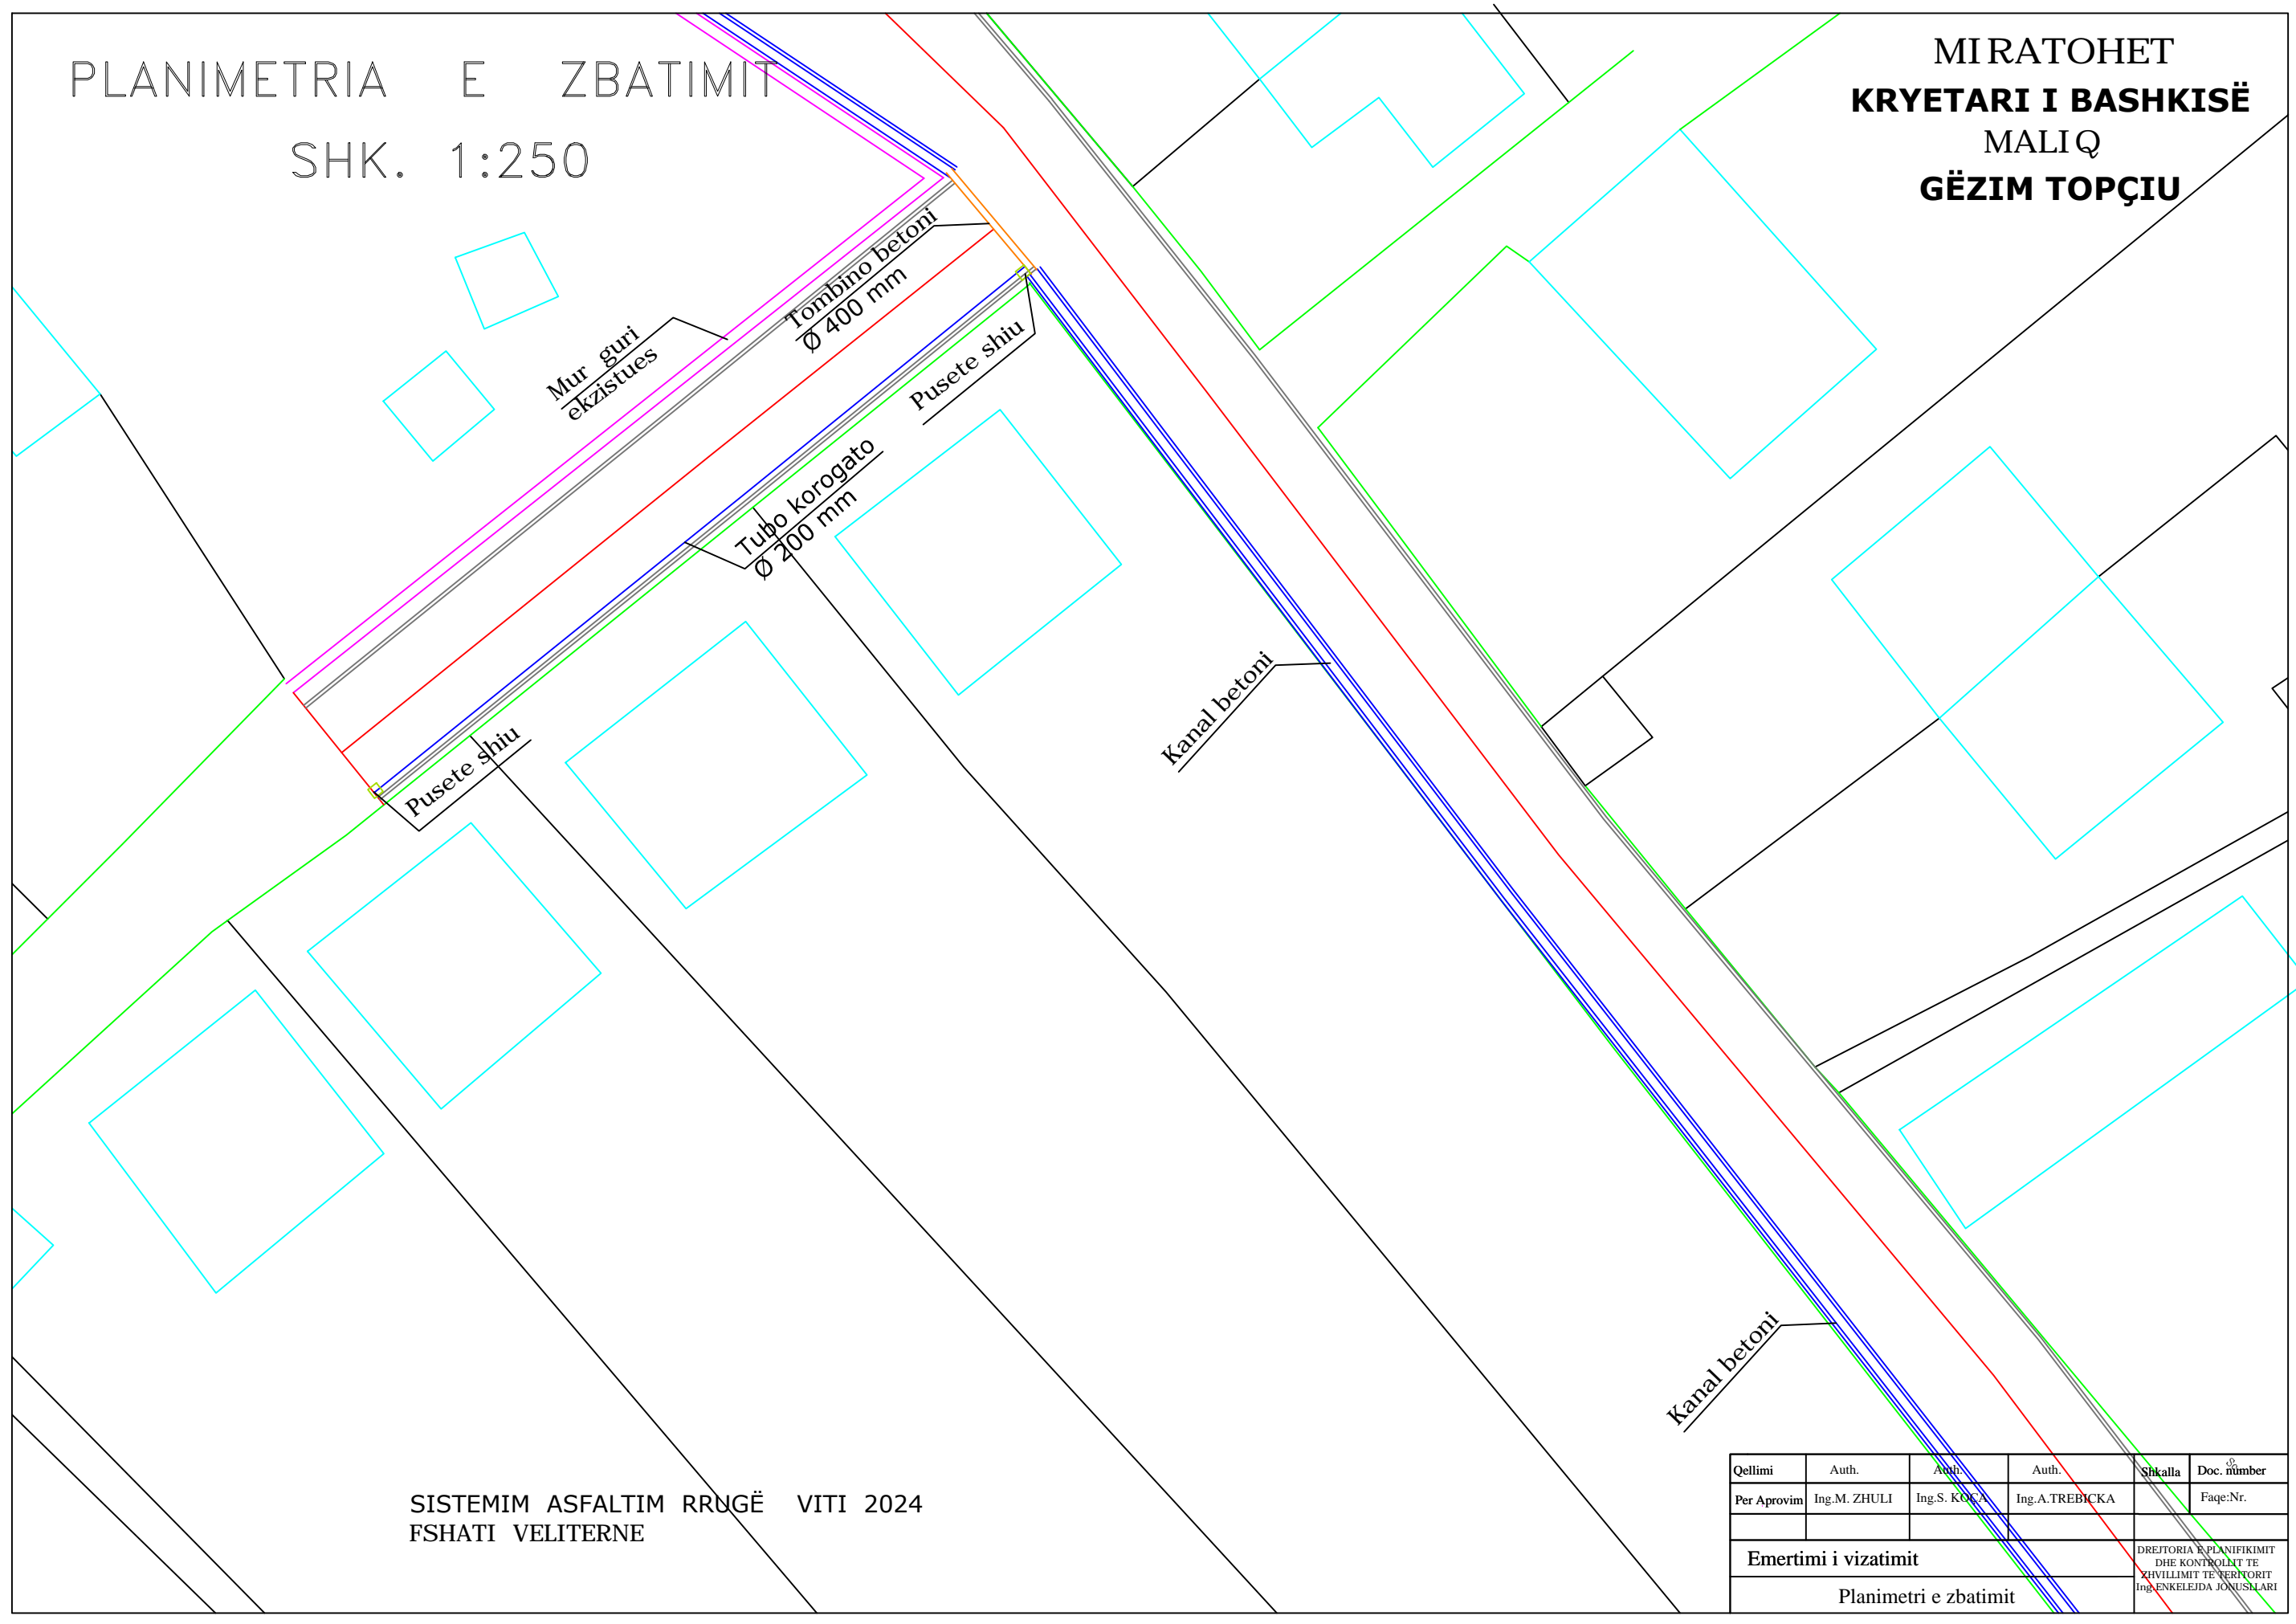 PLANIMETRIA E ZBATIMIT
SHK. 1:250
MIRATOHET
KRYETARI I BASHKISË
MALIQ
GËZIM TOPÇIU
Tombino betoni
Ø 400 mm
Mur guri
ekzistues
Pusete shiu
Tubo korogato
Ø 200 mm
Kanal betoni
Pusete shiu
Kanal betoni
SISTEMIM ASFALTIM RRUGË VITI 2024
FSHATI VELITERNE
Qellimi Auth. Auth. Auth. Shkalla Doc. number
Per Aprovim Ing.M. ZHULI Ing.S. KOÇA Ing.A.TREBICKA Faqe:Nr.
Emertimi i vizatimit
Planimetri e zbatimit
DREJTORIA E PLANIFIKIMIT
DHE KONTROLLIT TE
ZHVILLIMIT TE TERITORIT
Ing.ENKELEJDA JONUSLLARI